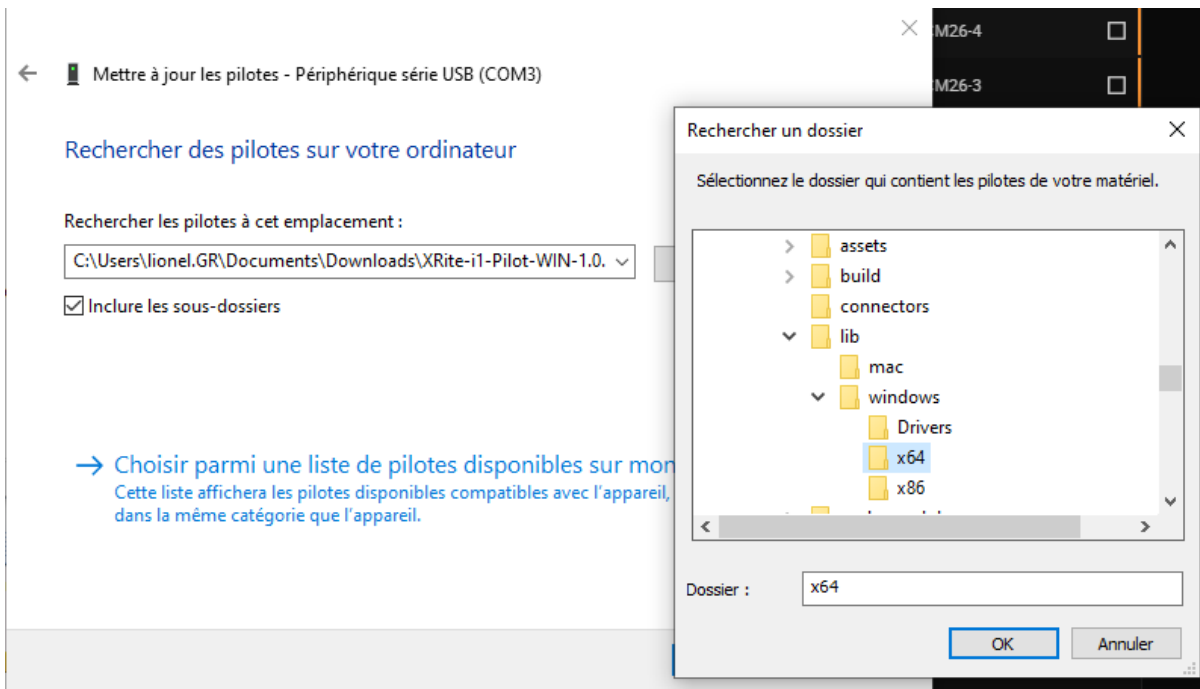 M26-4
M26-3
Mettre à jour les pilotes - Périphérique série USB (COM3)
Rechercher des pilotes sur votre ordinateur
Rechercher les pilotes à cet emplacement :
C:\Users\lionel.GR\Documents\Downloads\XRite-i1-Pilot-WIN-1.0.
Inclure les sous-dossiers
Choisir parmi une liste de pilotes disponibles sur mon
Cette liste affichera les pilotes disponibles compatibles avec l'appareil,
dans la même catégorie que l'appareil.
Rechercher un dossier
Sélectionnez le dossier qui contient les pilotes de votre matériel.
assets
build
connectors
lib
mac
windows
Drivers
x64
x86
Dossier :
x64
OK
Annuler